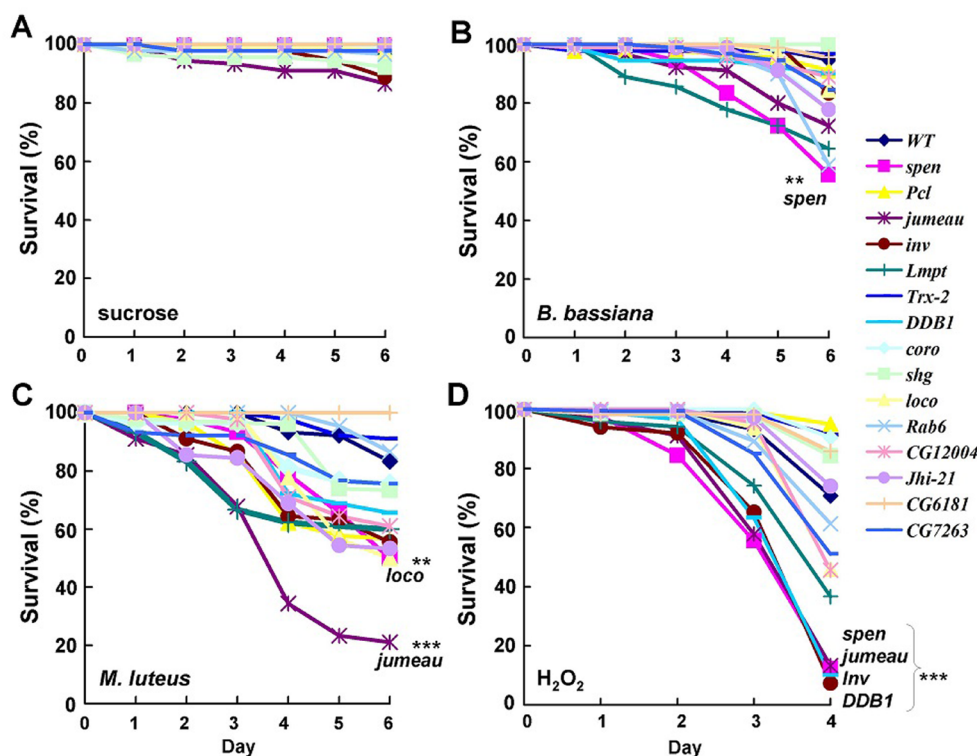 A
B
100
80
60
40
20
0
Survival (%)
sucrose
0 1 2 3 4 5 6
100
80
60
40
20
0
Survival (%)
**
spen
B. bassiana
0 1 2 3 4 5 6
WT
spen
Pcl
jumeau
inv
Lmpt
Trx-2
DDB1
coro
shg
loco
Rab6
CG12004
Jhi-21
CG6181
CG7263
C
D
100
80
60
40
20
0
Survival (%)
**
loco
***
jumeau
M. luteus
0 1 2 3 4 5 6
Day
100
80
60
40
20
0
Survival (%)
H₂O₂
spen
jumeau
Inv
DDB1
***
0 1 2 3 4
Day